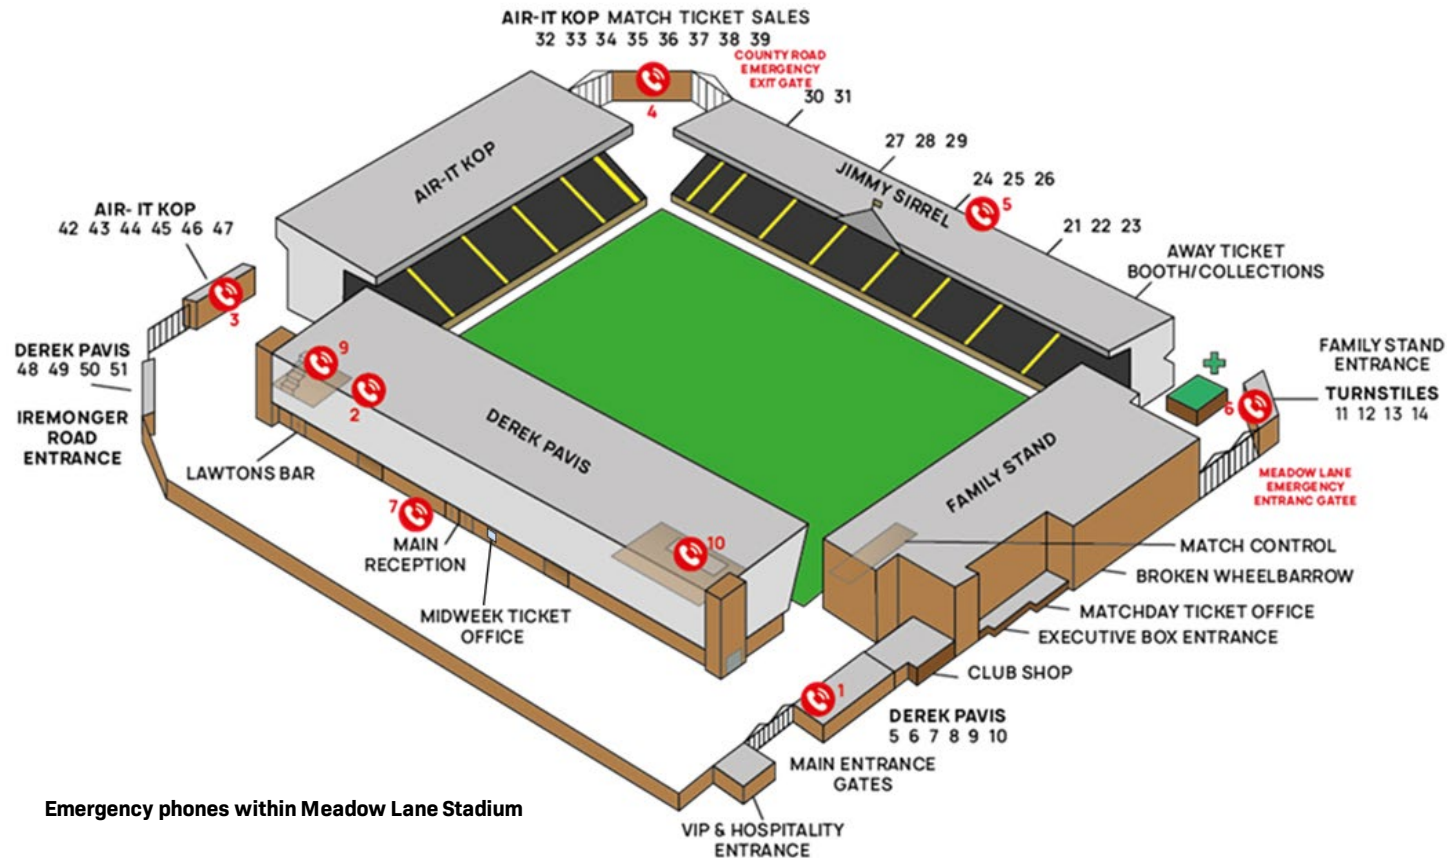 AIR-IT KOP MATCH TICKET SALES
32 33 34 35 36 37 38 39
COUNTY ROAD
EMERGENCY
EXIT GATE
4
30 31
27 28 29
AIR-IT KOP
JIMMY SIRREL
24 25 26
5
21 22 23
AIR- IT KOP
42 43 44 45 46 47
3
AWAY TICKET
BOOTH/COLLECTIONS
DEREK PAVIS
48 49 50 51
IREMONGER
ROAD
ENTRANCE
9
2
FAMILY STAND
ENTRANCE
TURNSTILES
11 12 13 14
6
MEADOW LANE
EMERGENCY
ENTRANC GATEE
LAWTONS BAR
DEREK PAVIS
FAMILY STAND
7
MAIN
RECEPTION
10
MIDWEEK TICKET
OFFICE
MATCH CONTROL
BROKEN WHEELBARROW
MATCHDAY TICKET OFFICE
EXECUTIVE BOX ENTRANCE
CLUB SHOP
1
DEREK PAVIS
5 6 7 8 9 10
MAIN ENTRANCE
GATES
VIP & HOSPITALITY
ENTRANCE
Emergency phones within Meadow Lane Stadium